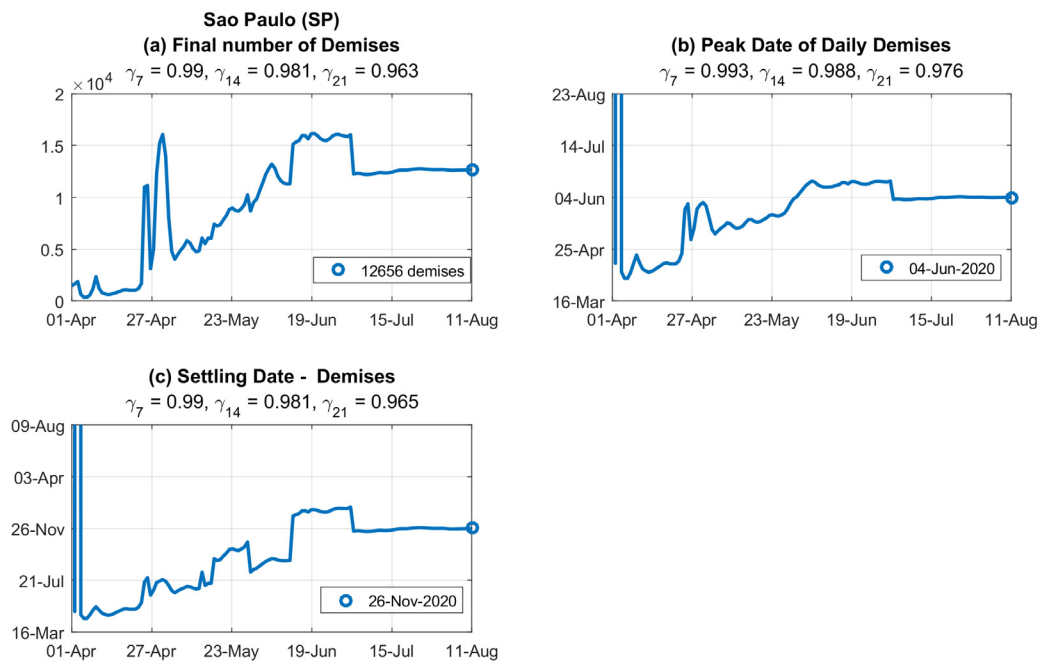 Sao Paulo (SP)
(a) Final number of Demises
γ7 = 0.99, γ14 = 0.981, γ21 = 0.963
×10^4
2
1.5
1
0.5
0
12656 demises
01-Apr 27-Apr 23-May 19-Jun 15-Jul 11-Aug
(b) Peak Date of Daily Demises
γ7 = 0.993, γ14 = 0.988, γ21 = 0.976
23-Aug
14-Jul
04-Jun
25-Apr
16-Mar
04-Jun-2020
01-Apr 27-Apr 23-May 19-Jun 15-Jul 11-Aug
(c) Settling Date - Demises
γ7 = 0.99, γ14 = 0.981, γ21 = 0.965
09-Aug
03-Apr
26-Nov
21-Jul
16-Mar
26-Nov-2020
01-Apr 27-Apr 23-May 19-Jun 15-Jul 11-Aug